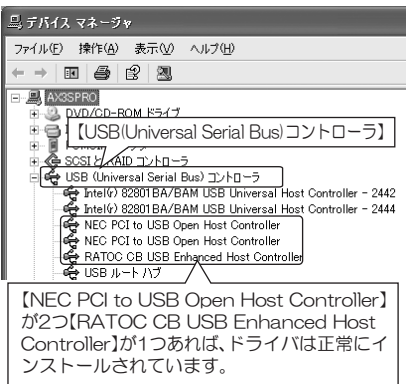 デバイス マネージャ
ファイル(F) 操作(A) 表示(V) ヘルプ(H)
AX3SPRO
DVD/CD-ROM ドライブ
【USB(Universal Serial Bus)コントローラ】
SCSI と RAID コントローラ
USB (Universal Serial Bus) コントローラ
Intel(r) 82801BA/BAM USB Universal Host Controller - 2442
Intel(r) 82801BA/BAM USB Universal Host Controller - 2444
NEC PCI to USB Open Host Controller
NEC PCI to USB Open Host Controller
RATOC CB USB Enhanced Host Controller
USB ルート ハブ
【NEC PCI to USB Open Host Controller】
が2つ【RATOC CB USB Enhanced Host
Controller】が1つあれば、ドライバは正常にイ
ンストールされています。